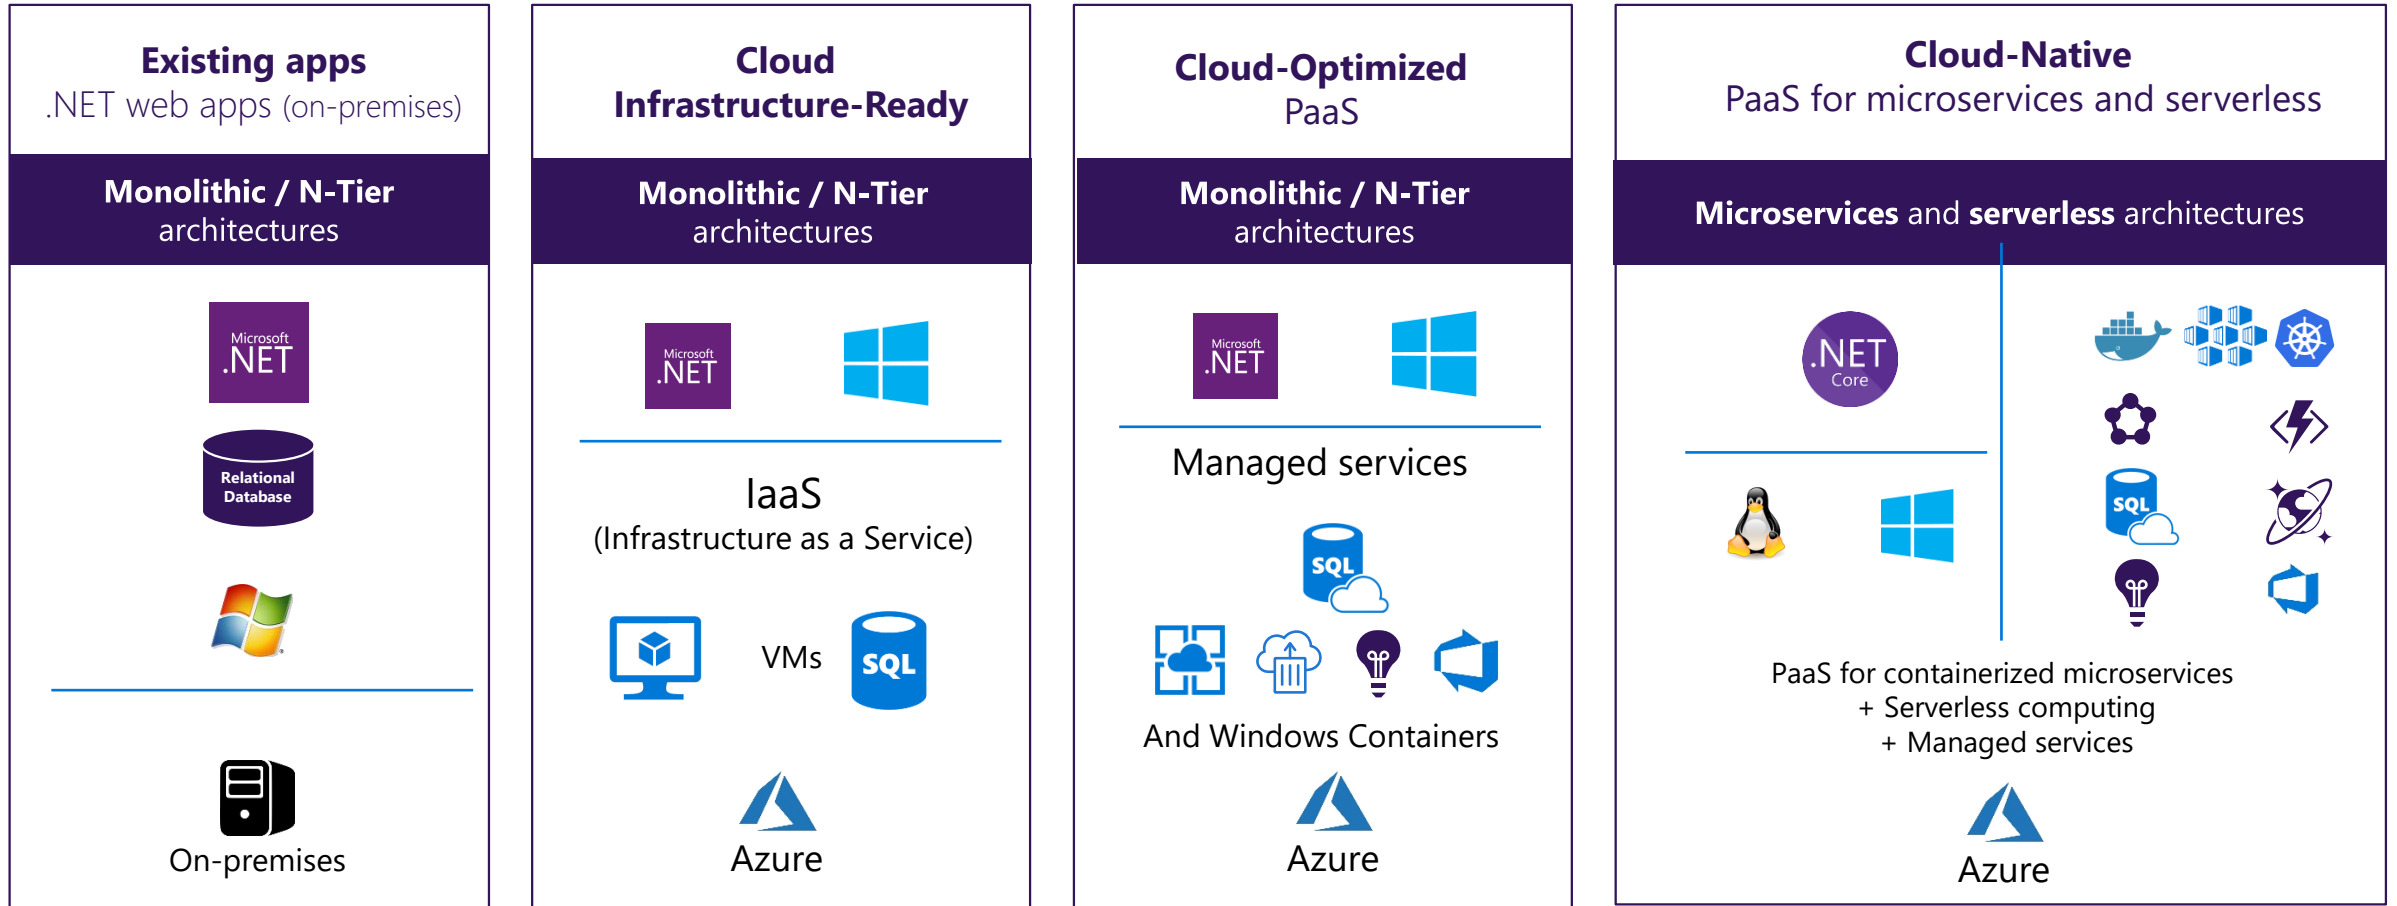 Existing apps
.NET web apps (on-premises)
Monolithic / N-Tier
architectures
Microsoft
.NET
Relational
Database
On-premises
Cloud
Infrastructure-Ready
Monolithic / N-Tier
architectures
Microsoft
.NET
IaaS
(Infrastructure as a Service)
VMs
SQL
Azure
Cloud-Optimized
PaaS
Monolithic / N-Tier
architectures
Microsoft
.NET
Managed services
SQL
And Windows Containers
Azure
Cloud-Native
PaaS for microservices and serverless
Microservices and serverless architectures
.NET
Core
SQL
PaaS for containerized microservices
+ Serverless computing
+ Managed services
Azure